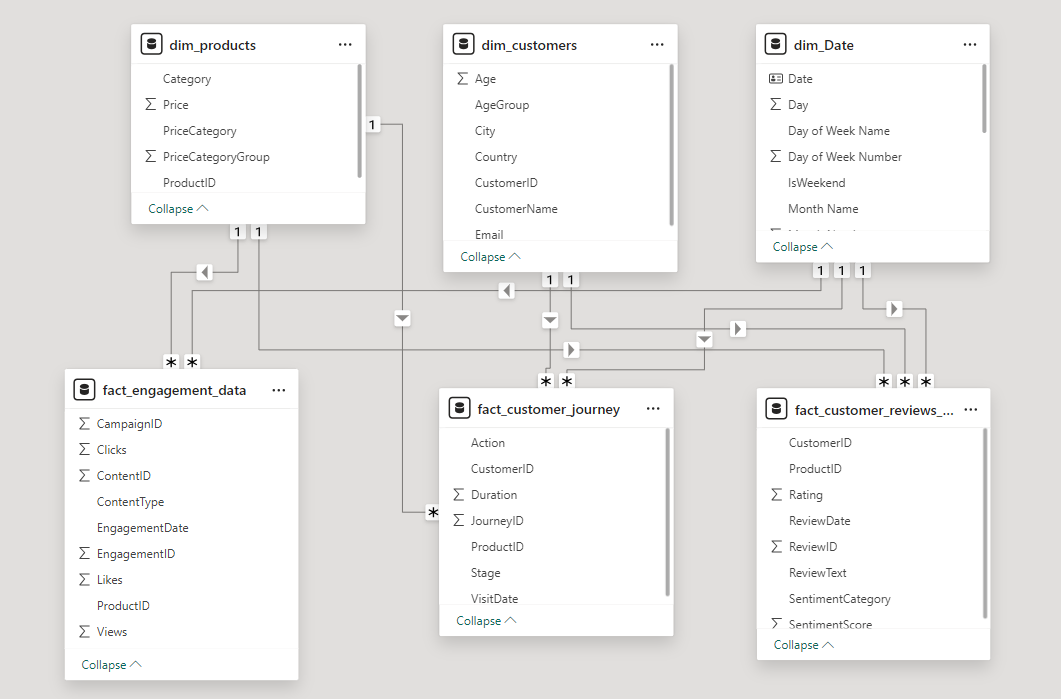 dim_products
Category
Price
PriceCategory
PriceCategoryGroup
ProductID
Collapse
dim_customers
Age
AgeGroup
City
Country
CustomerID
CustomerName
Email
Collapse
dim_Date
Date
Day
Day of Week Name
Day of Week Number
IsWeekend
Month Name
Collapse
1
1
1
1
1
1
1
1
*
*
*
*
*
*
*
*
fact_engagement_data
CampaignID
Clicks
ContentID
ContentType
EngagementDate
EngagementID
Likes
ProductID
Views
Collapse
fact_customer_journey
Action
CustomerID
Duration
JourneyID
ProductID
Stage
VisitDate
Collapse
fact_customer_reviews_...
CustomerID
ProductID
Rating
ReviewDate
ReviewID
ReviewText
SentimentCategory
SentimentScore
Collapse